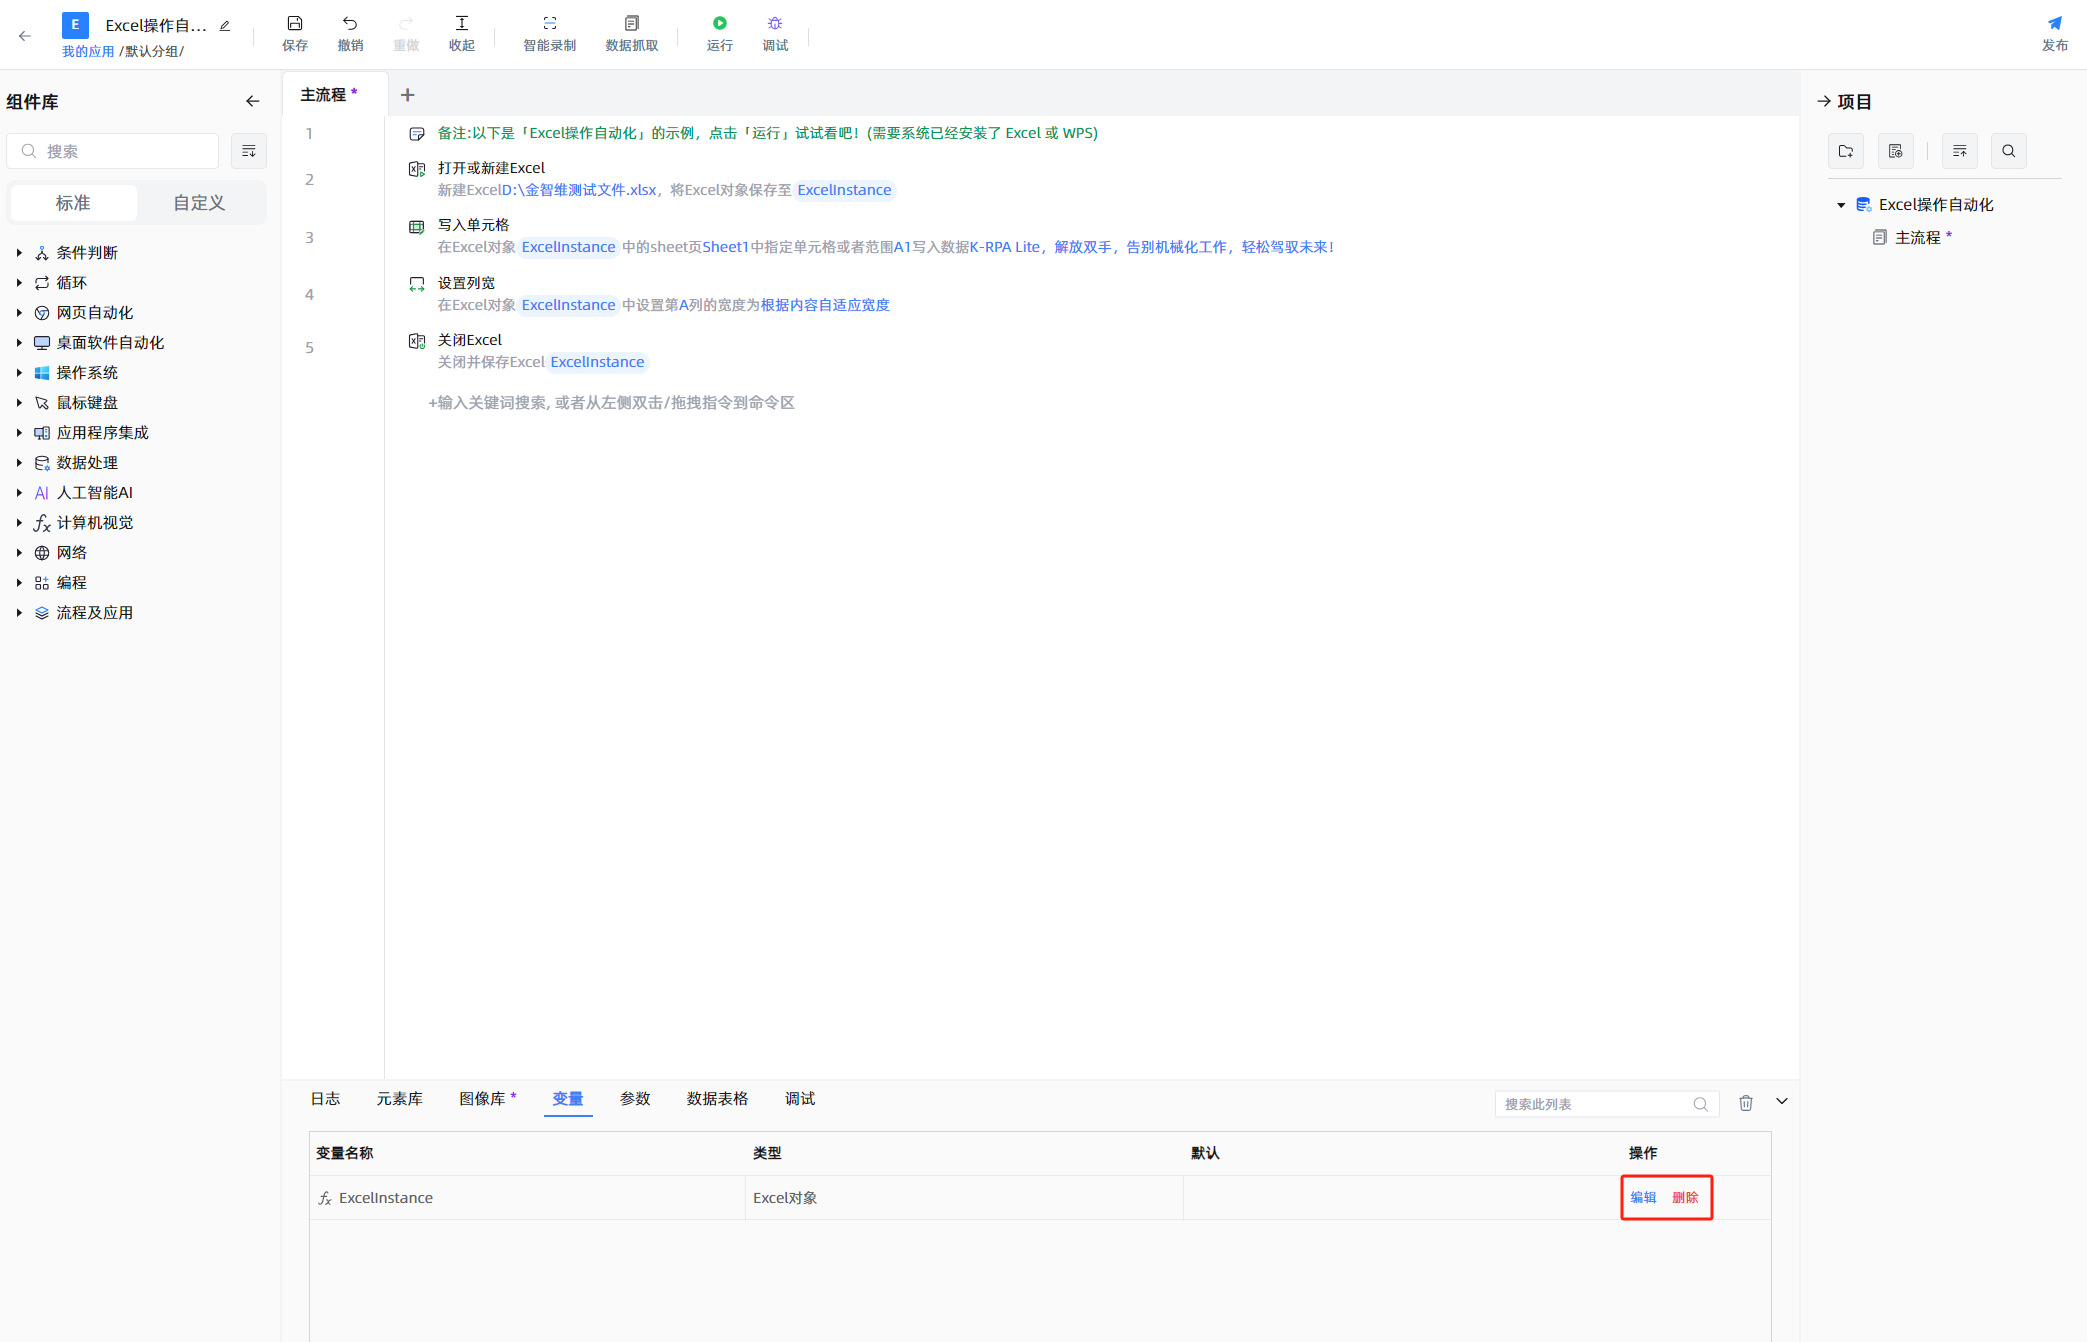 E Excel操作自...
我的应用 /默认分组/
保存 撤销 重做 收起 智能录制 数据抓取 运行 调试 发布
组件库
搜索
标准 自定义
条件判断
循环
网页自动化
桌面软件自动化
操作系统
鼠标键盘
应用程序集成
数据处理
AI 人工智能AI
计算机视觉
网络
编程
流程及应用
主流程 * +
1 备注:以下是「Excel操作自动化」的示例，点击「运行」试试看吧！(需要系统已经安装了 Excel 或 WPS)
2 打开或新建Excel
新建ExcelD:\金智维测试文件.xlsx，将Excel对象保存至 ExcelInstance
3 写入单元格
在Excel对象 ExcelInstance 中的sheet页Sheet1中指定单元格或者范围A1写入数据K-RPA Lite，解放双手，告别机械化工作，轻松驾驭未来！
4 设置列宽
在Excel对象 ExcelInstance 中设置第A列的宽度为根据内容自适应宽度
5 关闭Excel
关闭并保存Excel ExcelInstance
+输入关键词搜索, 或者从左侧双击/拖拽指令到命令区
项目
Excel操作自动化
主流程 *
日志 元素库 图像库 * 变量 参数 数据表格 调试
搜索此列表
变量名称 类型 默认 操作
ExcelInstance Excel对象 编辑 删除